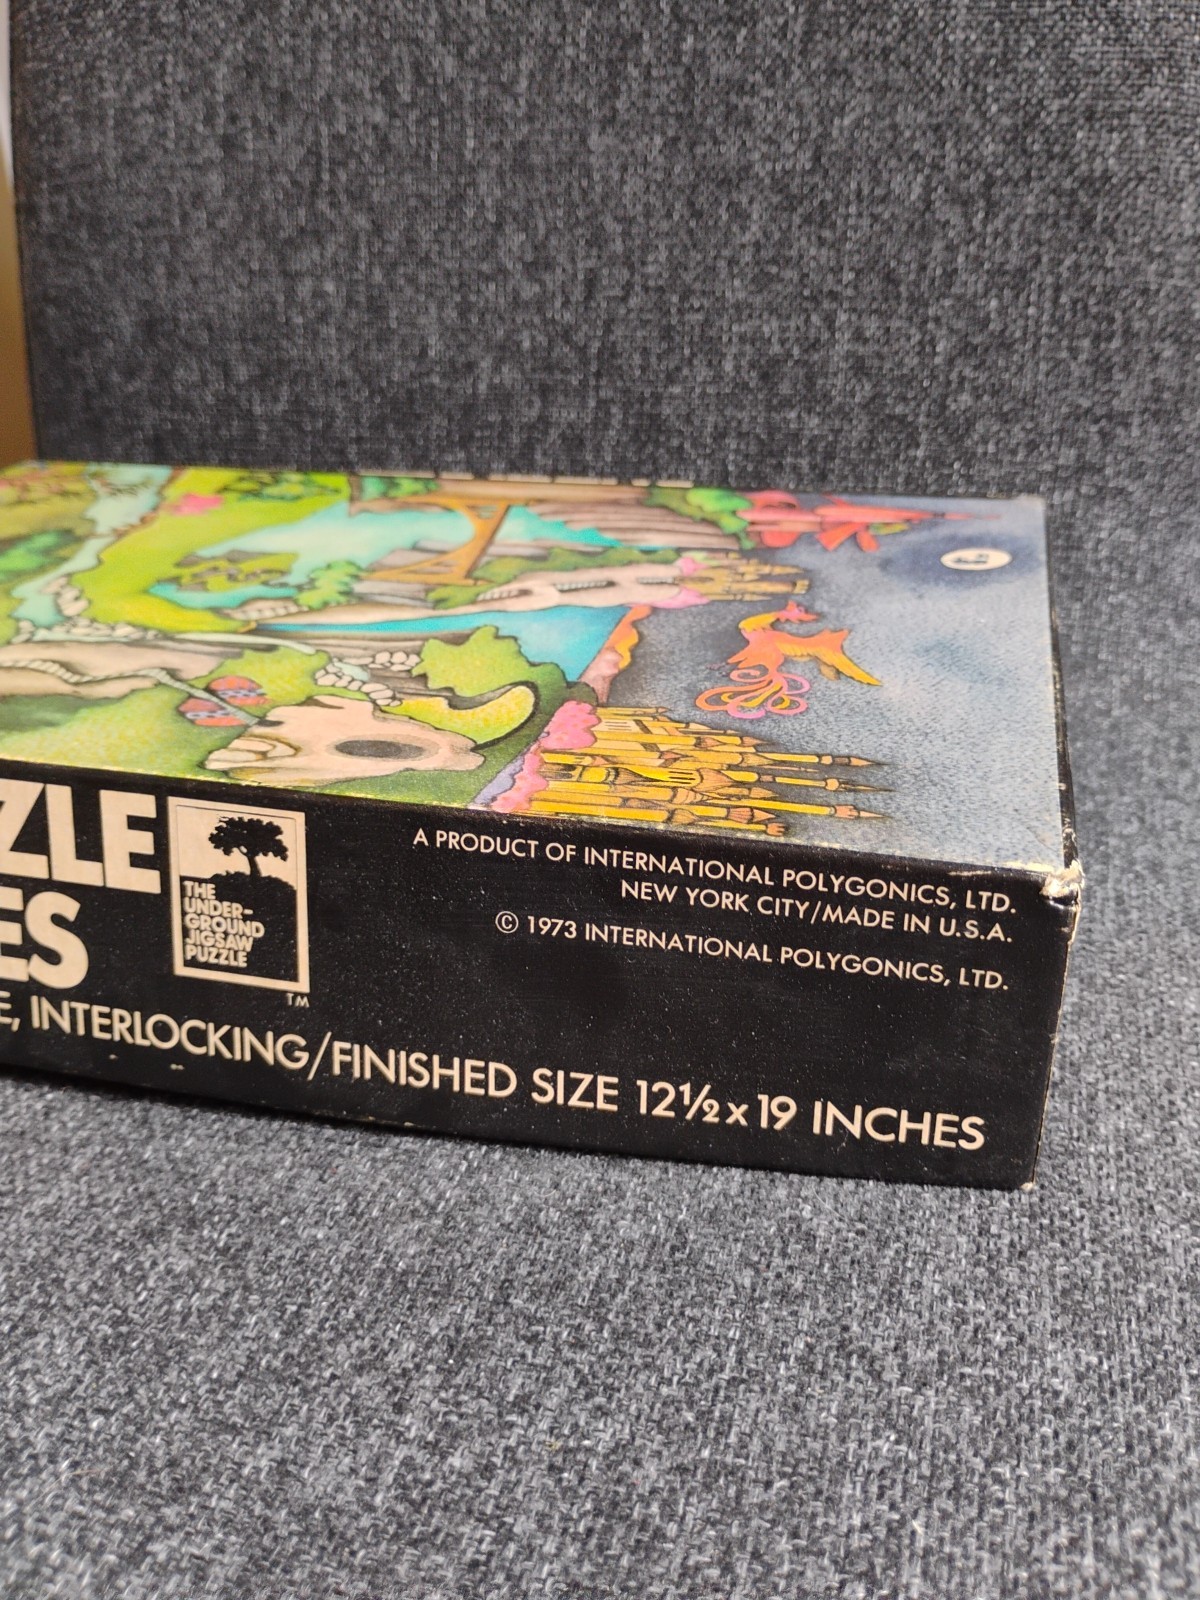 ZLE
ES
THE
UNDER-
GROUND
JIGSAW
PUZZLE
TM
A PRODUCT OF INTERNATIONAL POLYGONICS, LTD.
NEW YORK CITY/MADE IN U.S.A.
© 1973 INTERNATIONAL POLYGONICS, LTD.
E, INTERLOCKING/FINISHED SIZE 12½ x 19 INCHES